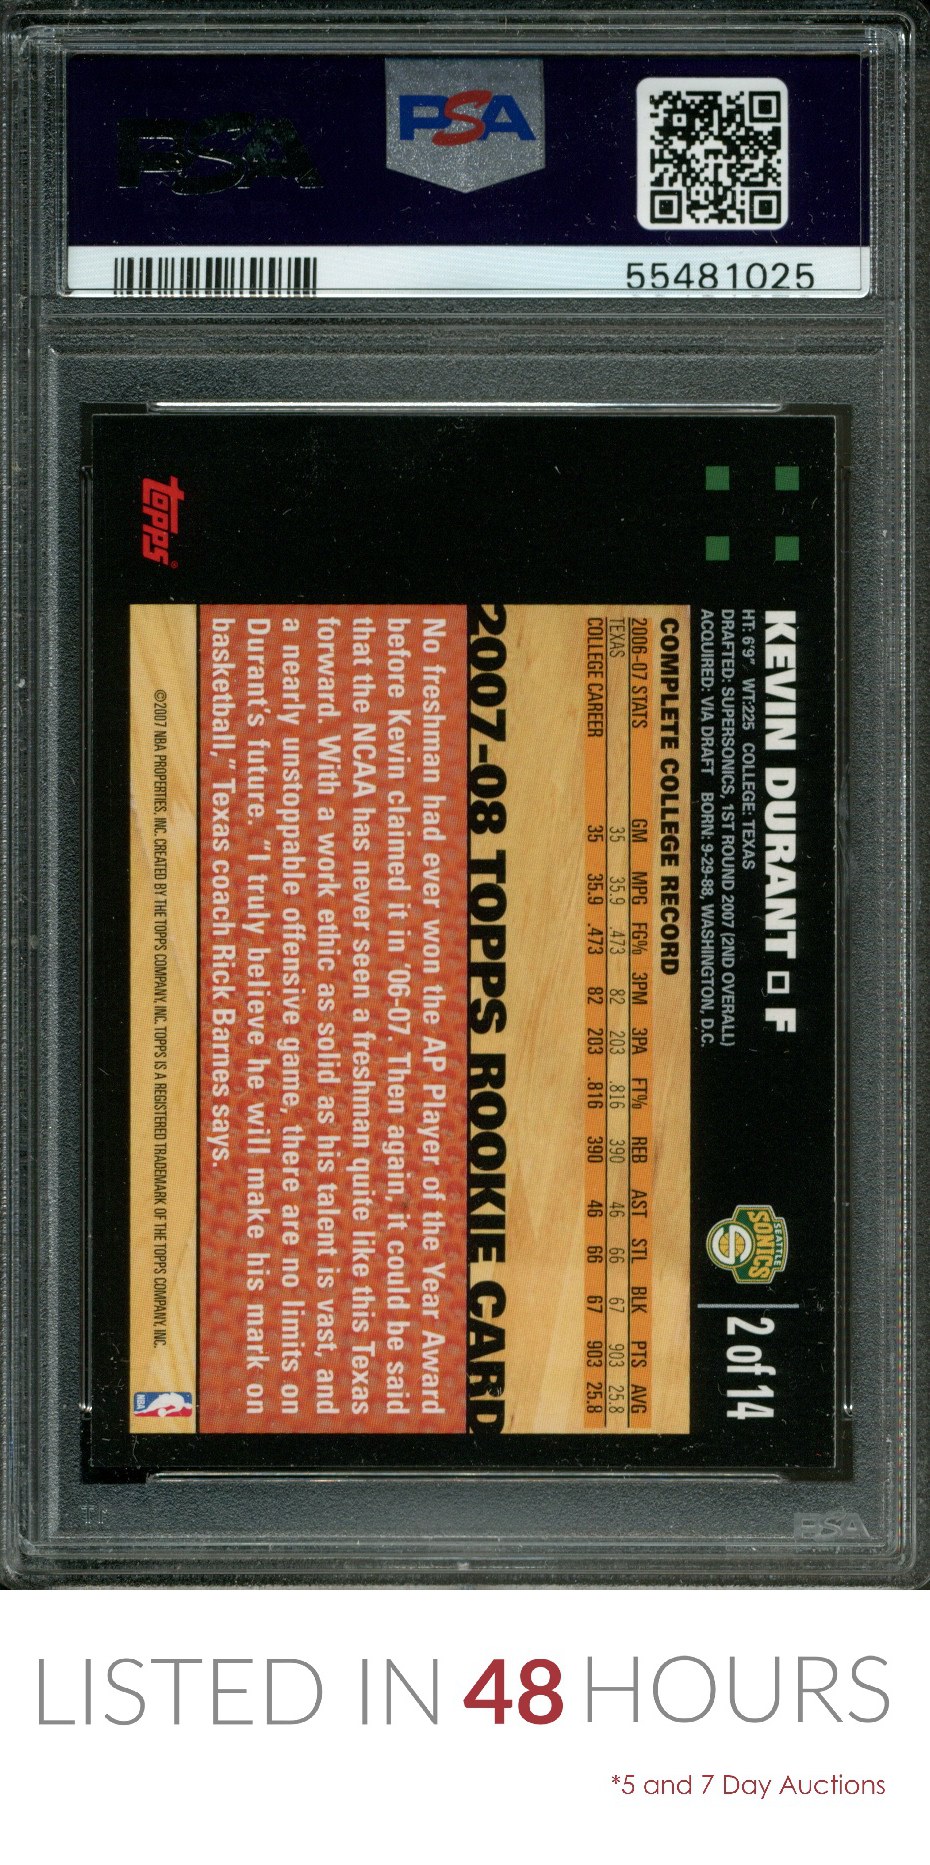 PSA
PSA
55481025
KEVIN DURANT □ F
HT: 6'9" WT:225 COLLEGE: TEXAS
DRAFTED: SUPERSONICS, 1ST ROUND 2007 (2ND OVERALL)
ACQUIRED: VIA DRAFT BORN: 9-29-88, WASHINGTON, D.C.
SEATTLE
SONICS
2 of 14
COMPLETE COLLEGE RECORD
2006-07 STATS GM MPG FG% 3PM 3PA FT% REB AST STL BLK PTS AVG
TEXAS 35 35.9 .473 82 203 .816 390 46 66 67 903 25.8
COLLEGE CAREER 35 35.9 .473 82 203 .816 390 46 66 67 903 25.8
2007-08 TOPPS ROOKIE CARD
No freshman had ever won the AP Player of the Year Award
before Kevin claimed it in '06-07. Then again, it could be said
that the NCAA has never seen a freshman quite like this Texas
forward. With a work ethic as solid as his talent is vast, and
a nearly unstoppable offensive game, there are no limits on
Durant's future. "I truly believe he will make his mark on
basketball," Texas coach Rick Barnes says.
©2007 NBA PROPERTIES, INC. CREATED BY THE TOPPS COMPANY, INC. TOPPS IS A REGISTERED TRADEMARK OF THE TOPPS COMPANY, INC.
topps®
NBA
PSA
LISTED IN 48 HOURS
*5 and 7 Day Auctions